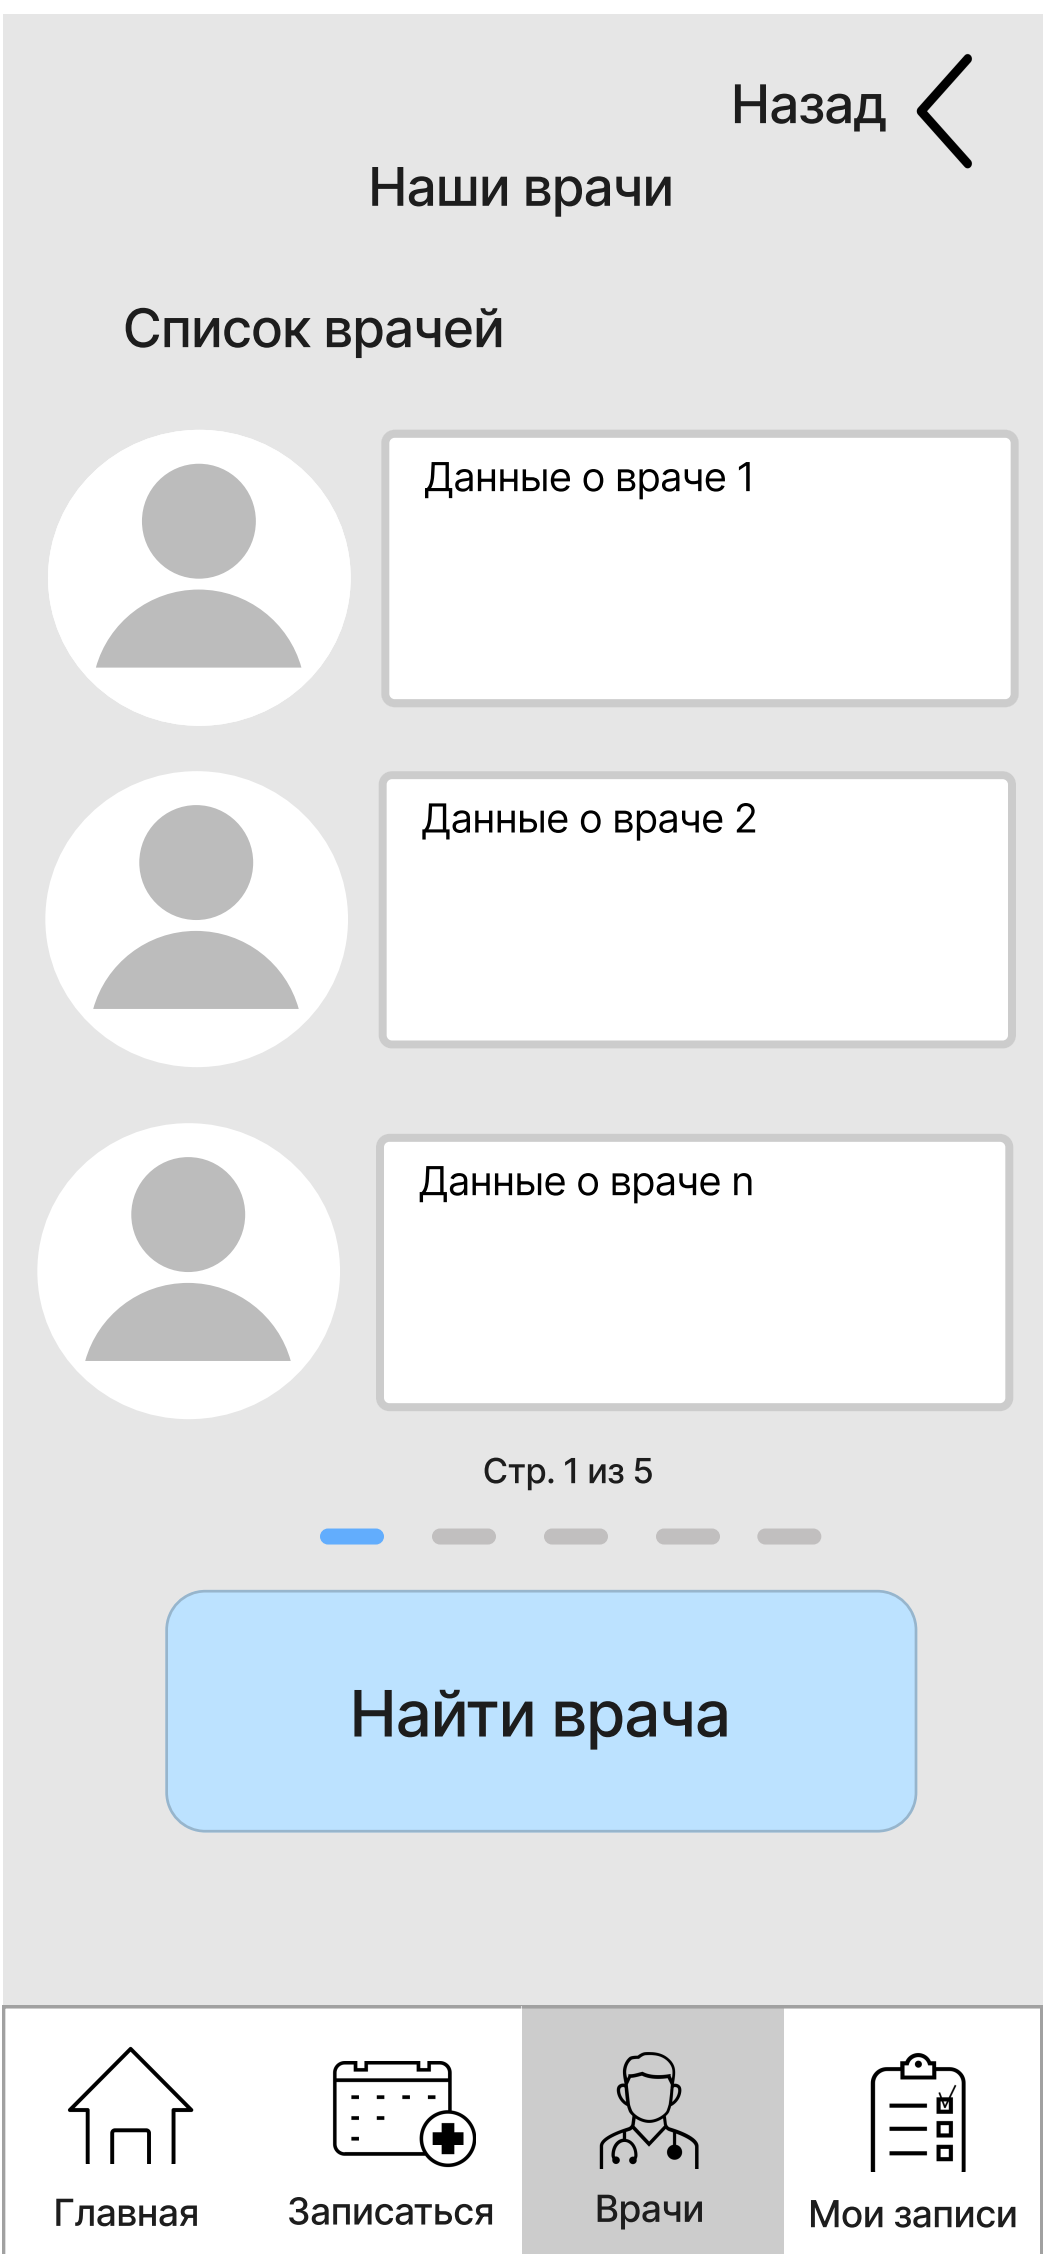 Назад
Наши врачи
Список врачей
Данные о враче 1
Данные о враче 2
Данные о враче n
Стр. 1 из 5
Найти врача
Главная
Записаться
Врачи
Мои записи